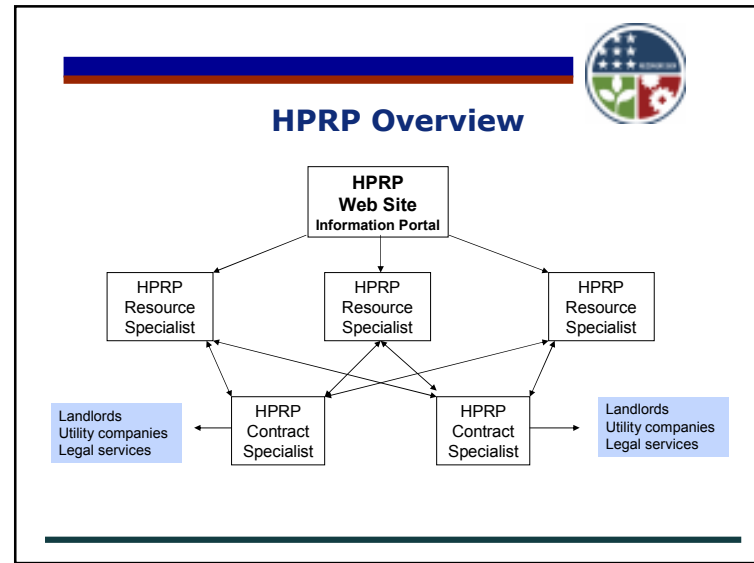 HPRP Overview
HPRP
Web Site
Information Portal
HPRP
Resource
Specialist
HPRP
Resource
Specialist
HPRP
Resource
Specialist
Landlords
Utility companies
Legal services
HPRP
Contract
Specialist
HPRP
Contract
Specialist
Landlords
Utility companies
Legal services